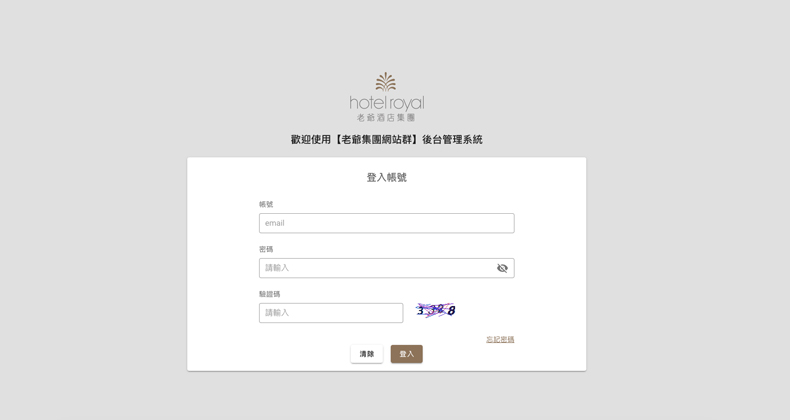 hotel royal
老爺酒店集團
歡迎使用【老爺集團網站群】後台管理系統
登入帳號
帳號
email
密碼
請輸入
驗證碼
請輸入
忘記密碼
清除 登入